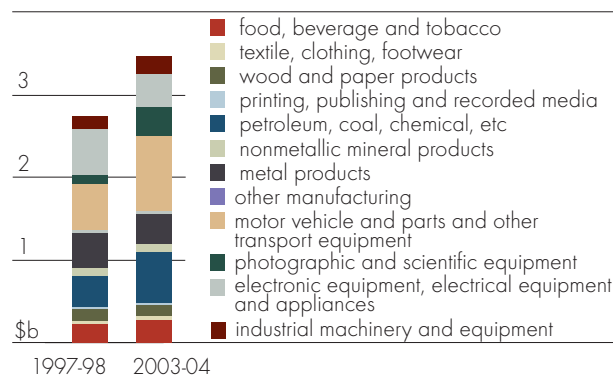 3
2
1
$b
1997-98
2003-04
food, beverage and tobacco
textile, clothing, footwear
wood and paper products
printing, publishing and recorded media
petroleum, coal, chemical, etc
nonmetallic mineral products
metal products
other manufacturing
motor vehicle and parts and other
transport equipment
photographic and scientific equipment
electronic equipment, electrical equipment
and appliances
industrial machinery and equipment